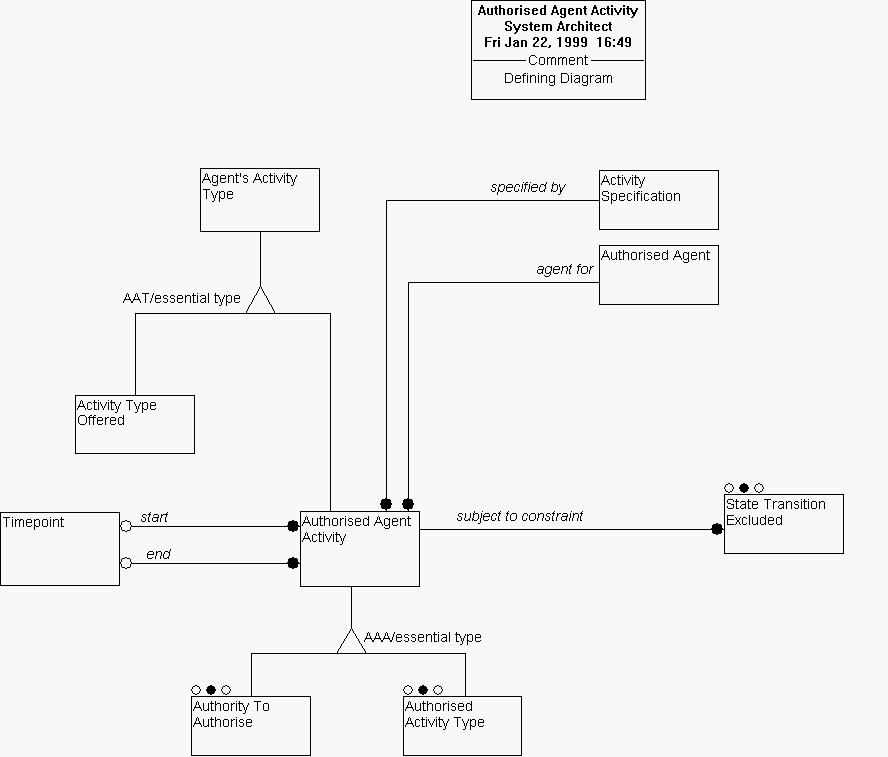 Authorised Agent Activity
System Architect
Fri Jan 22, 1999 16:49
Comment
Defining Diagram
Agent's Activity
Type
specified by
Activity
Specification
agent for
Authorised Agent
AAT/essential type
Activity Type
Offered
Timepoint
start
end
Authorised Agent
Activity
subject to constraint
State Transition
Excluded
AAA/essential type
Authority To
Authorise
Authorised
Activity Type